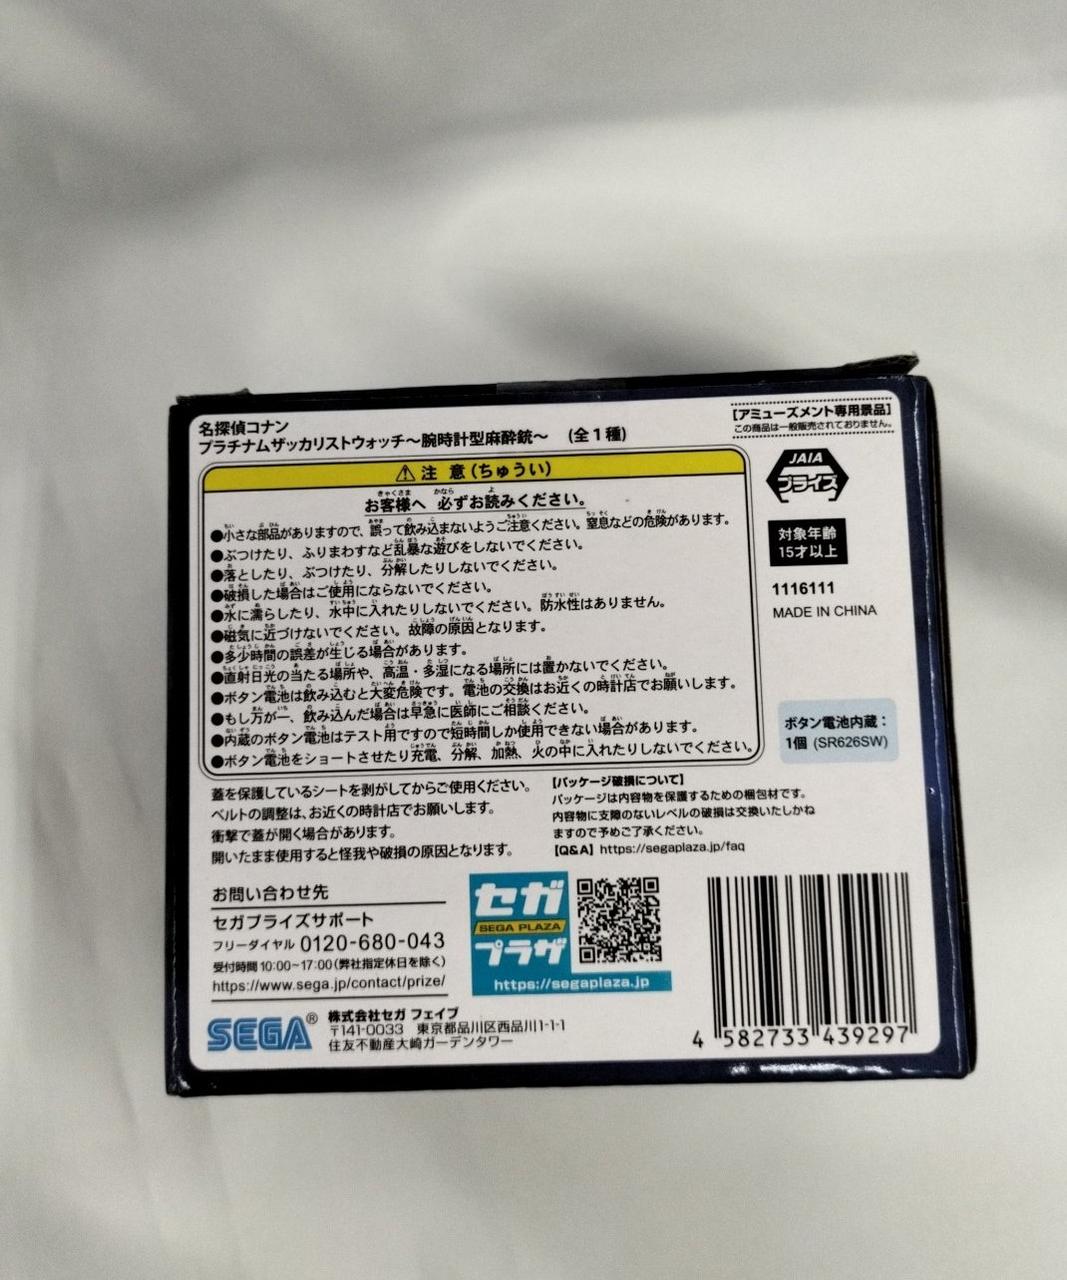 名探偵コナン
プラチナムザッカリストウォッチ～腕時計型麻酔銃～ (全1種)
[アミューズメント専用景品]
この商品は一般販売されておりません。
注意(ちゅうい)
お客様へ 必ずお読みください。
●小さな部品がありますので、誤って飲み込まないようご注意ください。窒息などの危険があります。
●ぶつけたり、ふりまわすなど乱暴な遊びをしないでください。
●落としたり、ぶつけたり、分解したりしないでください。
●破損した場合はご使用にならないでください。
●水に濡らしたり、水中に入れたりしないでください。防水性はありません。
●磁気に近づけないでください。故障の原因となります。
●多少時間の誤差が生じる場合があります。
●直射日光の当たる場所や、高温・多湿になる場所には置かないでください。
●ボタン電池は飲み込むと大変危険です。電池の交換はお近くの時計店でお願いします。
●もし万が一、飲み込んだ場合は早急に医師にご相談ください。
●内蔵のボタン電池はテスト用ですので短時間しか使用できない場合があります。
●ボタン電池をショートさせたり充電、分解、加熱、火の中に入れたりしないでください。
JAIA
プライズ
対象年齢
15才以上
1116111
MADE IN CHINA
ボタン電池内蔵：
1個 (SR626SW)
蓋を保護しているシートを剥がしてからご使用ください。
ベルトの調整は、お近くの時計店でお願いします。
衝撃で蓋が開く場合があります。
開いたまま使用すると怪我や破損の原因となります。
【パッケージ破損について】
パッケージは内容物を保護するための梱包材です。
内容物に支障のないレベルの破損は交換いたしかね
ますので予めご了承ください。
【Q&A】https://segaplaza.jp/faq
お問い合わせ先
セガプライズサポート
フリーダイヤル 0120-680-043
受付時間 10:00~17:00(弊社指定休日を除く)
https://www.sega.jp/contact/prize/
セガ
SEGA PLAZA
プラザ
https://segaplaza.jp
SEGA®
株式会社セガ フェイブ
〒141-0033 東京都品川区西品川1-1-1
住友不動産大崎ガーデンタワー
4 582733 439297